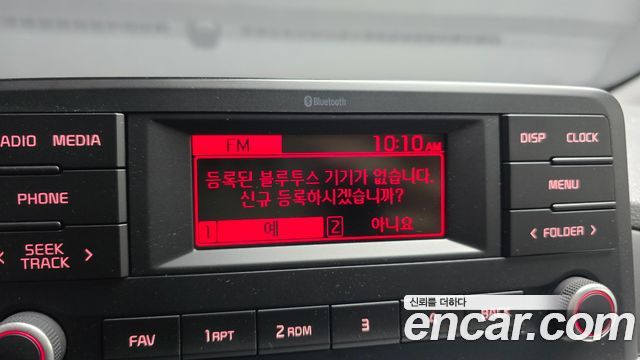 Bluetooth
RADIO MEDIA
FM 10:10 AM
DISP CLOCK
등록된 블루투스 기기가 없습니다.
신규 등록하시겠습니까?
PHONE
MENU
1 예 2 아니요
< SEEK TRACK >
< FOLDER >
신뢰를 더하다
FAV 1 RPT 2 RDM 3
encar.com